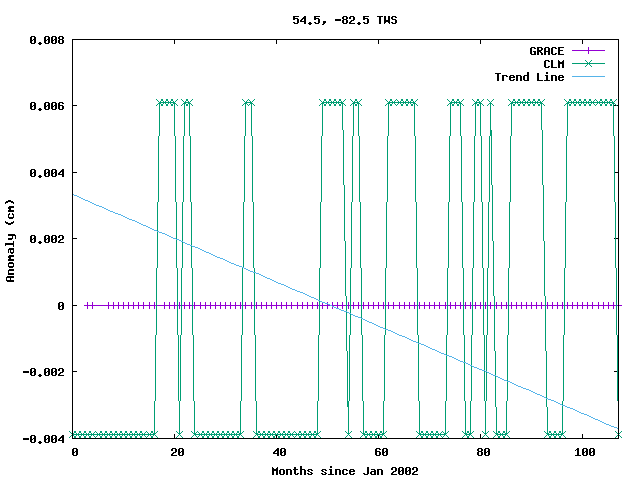 54.5, -82.5 TWS
GRACE
CLM
Trend Line
0.008
0.006
0.004
0.002
0
-0.002
-0.004
Anomaly (cm)
0 20 40 60 80 100
Months since Jan 2002